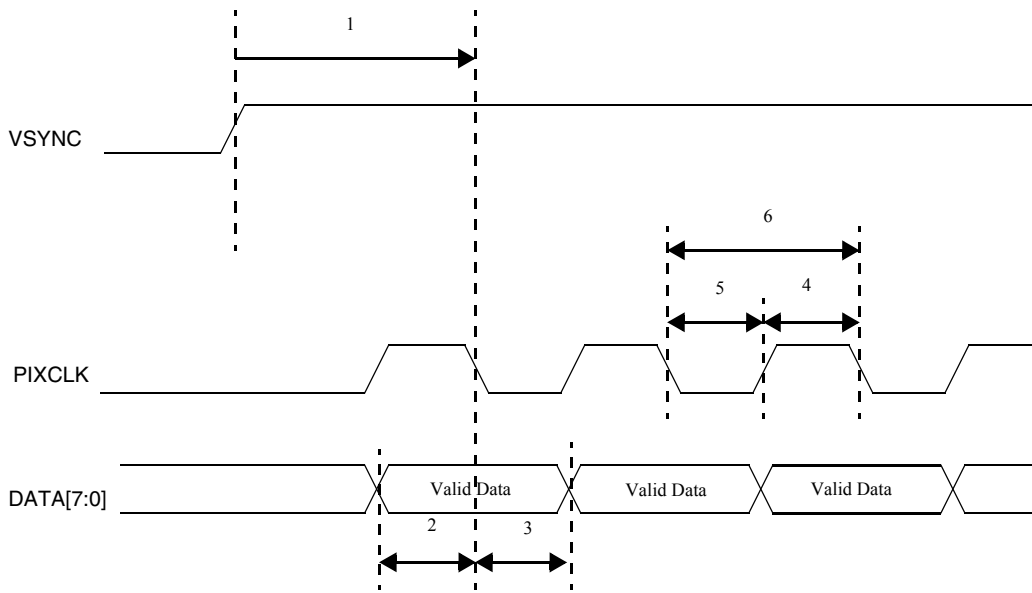 1
VSYNC
6
5 4
PIXCLK
DATA[7:0] Valid Data Valid Data Valid Data
2 3